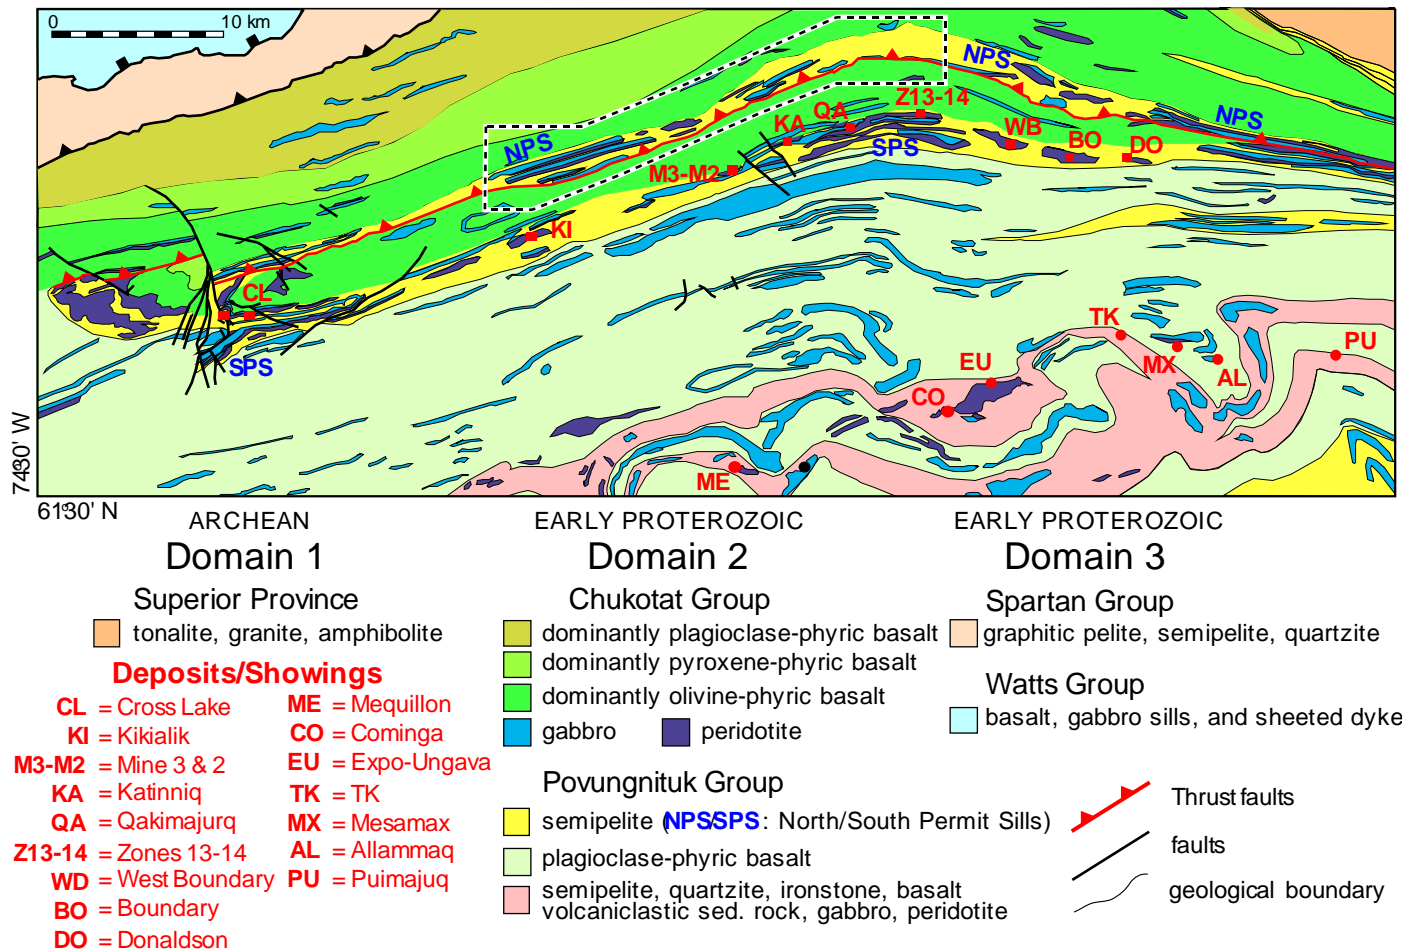 0 10 km
NPS
Z13-14
QA
KA
NPS
NPS
WB
BO
DO
SPS
M3-M2
KI
CL
SPS
TK
MX
AL
PU
EU
CO
ME
74°30' W
61°30' N
ARCHEAN
EARLY PROTEROZOIC
EARLY PROTEROZOIC
Domain 1
Domain 2
Domain 3
Superior Province
tonalite, granite, amphibolite
Deposits/Showings
CL = Cross Lake
KI = Kikialik
M3-M2 = Mine 3 & 2
KA = Katinniq
QA = Qakimajurq
Z13-14 = Zones 13-14
WD = West Boundary
BO = Boundary
DO = Donaldson
ME = Mequillon
CO = Cominga
EU = Expo-Ungava
TK = TK
MX = Mesamax
AL = Allammaq
PU = Puimajuq
Chukotat Group
dominantly plagioclase-phyric basalt
dominantly pyroxene-phyric basalt
dominantly olivine-phyric basalt
gabbro peridotite
Povungnituk Group
semipelite (NPS/SPS: North/South Permit Sills)
plagioclase-phyric basalt
semipelite, quartzite, ironstone, basalt
volcaniclastic sed. rock, gabbro, peridotite
Spartan Group
graphitic pelite, semipelite, quartzite
Watts Group
basalt, gabbro sills, and sheeted dyke
Thrust faults
faults
geological boundary